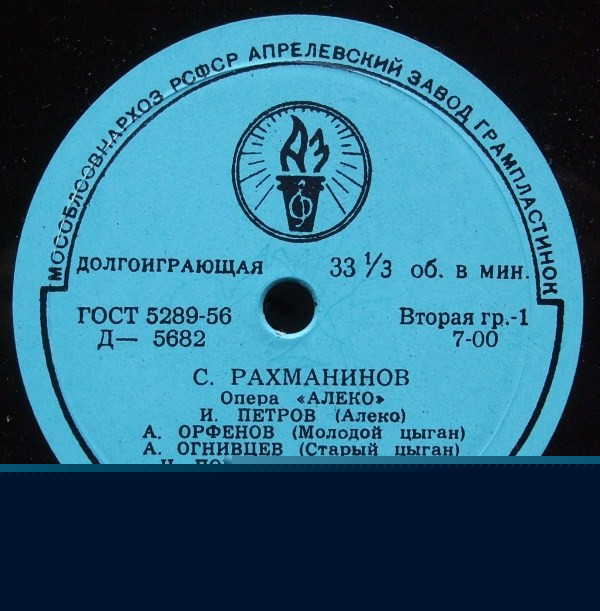 МОСОБЛСОВНАРХОЗ РСФСР АПРЕЛЕВСКИЙ ЗАВОД ГРАМПЛАСТИНОК
АЗ
ДОЛГОИГРАЮЩАЯ 33 1/3 об. в мин.
ГОСТ 5289-56 Вторая гр.-1
Д— 5682 7-00
С. РАХМАНИНОВ
Опера «АЛЕКО»
И. ПЕТРОВ (Алеко)
А. ОРФЕНОВ (Молодой цыган)
А. ОГНИВЦЕВ (Старый цыган)